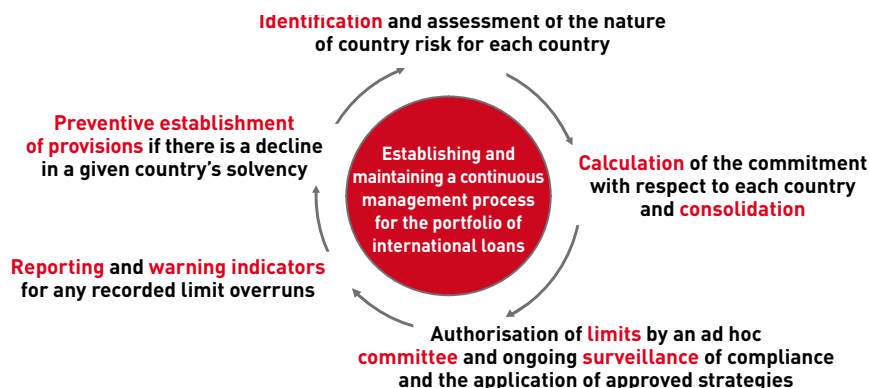 Identification and assessment of the nature
of country risk for each country
Preventive establishment
of provisions if there is a decline
in a given country's solvency
Establishing and
maintaining a continuous
management process
for the portfolio of
international loans
Calculation of the commitment
with respect to each country
and consolidation
Reporting and warning indicators
for any recorded limit overruns
Authorisation of limits by an ad hoc
committee and ongoing surveillance of compliance
and the application of approved strategies